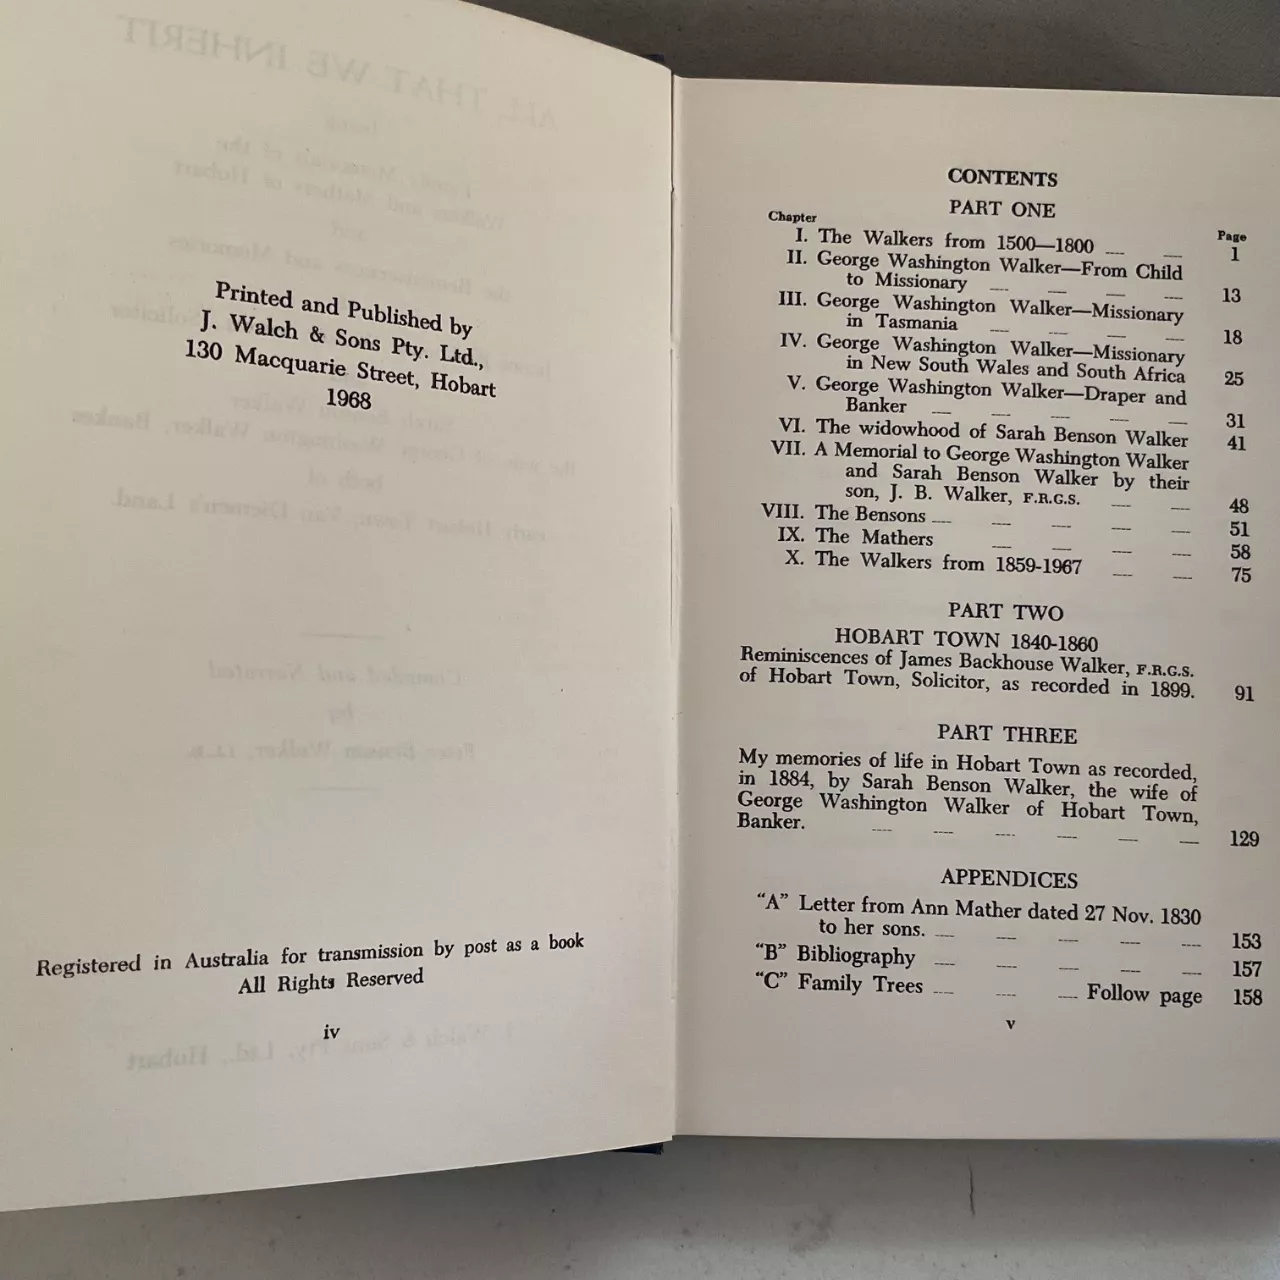 Printed and Published by
J. Walch & Sons Pty. Ltd.,
130 Macquarie Street, Hobart
1968
Registered in Australia for transmission by post as a book
All Rights Reserved
iv
CONTENTS
PART ONE
Chapter Page
I. The Walkers from 1500—1800 1
II. George Washington Walker—From Child
to Missionary 13
III. George Washington Walker—Missionary
in Tasmania 18
IV. George Washington Walker—Missionary
in New South Wales and South Africa 25
V. George Washington Walker—Draper and
Banker 31
VI. The widowhood of Sarah Benson Walker 41
VII. A Memorial to George Washington Walker
and Sarah Benson Walker by their
son, J. B. Walker, F.R.G.S. 48
VIII. The Bensons 51
IX. The Mathers 58
X. The Walkers from 1859-1967 75
PART TWO
HOBART TOWN 1840-1860
Reminiscences of James Backhouse Walker, F.R.G.S.
of Hobart Town, Solicitor, as recorded in 1899. 91
PART THREE
My memories of life in Hobart Town as recorded,
in 1884, by Sarah Benson Walker, the wife of
George Washington Walker of Hobart Town,
Banker. 129
APPENDICES
"A" Letter from Ann Mather dated 27 Nov. 1830
to her sons. 153
"B" Bibliography 157
"C" Family Trees Follow page 158
v